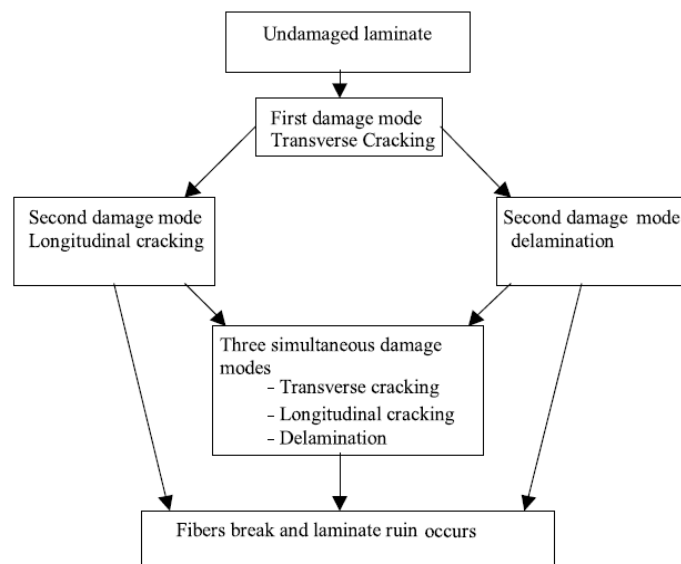 Undamaged laminate
First damage mode
Transverse Cracking
Second damage mode
Longitudinal cracking
Second damage mode
delamination
Three simultaneous damage
modes
- Transverse cracking
- Longitudinal cracking
- Delamination
Fibers break and laminate ruin occurs